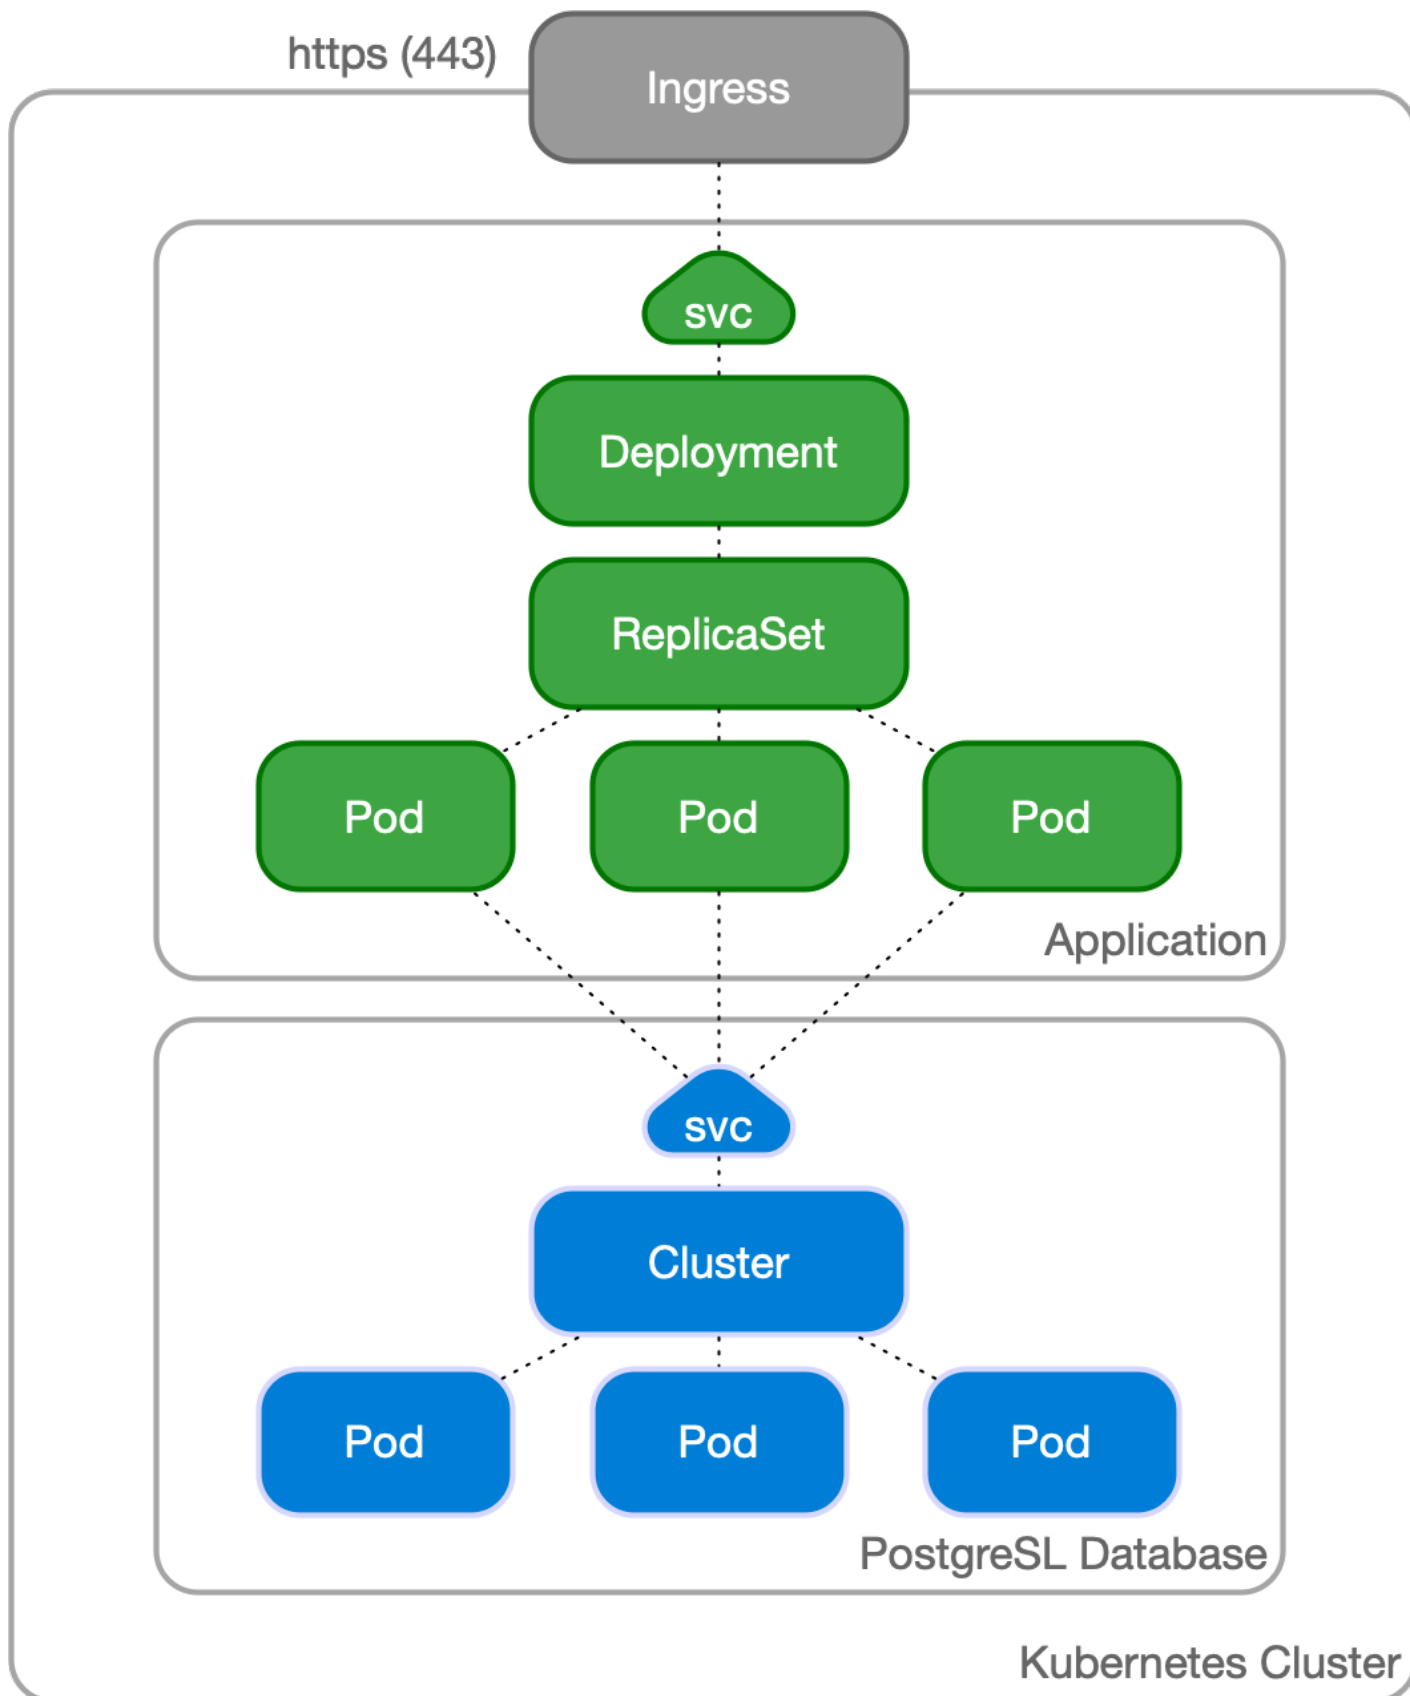 https (443)
Ingress
svc
Deployment
ReplicaSet
Pod
Pod
Pod
Application
svc
Cluster
Pod
Pod
Pod
PostgreSL Database
Kubernetes Cluster